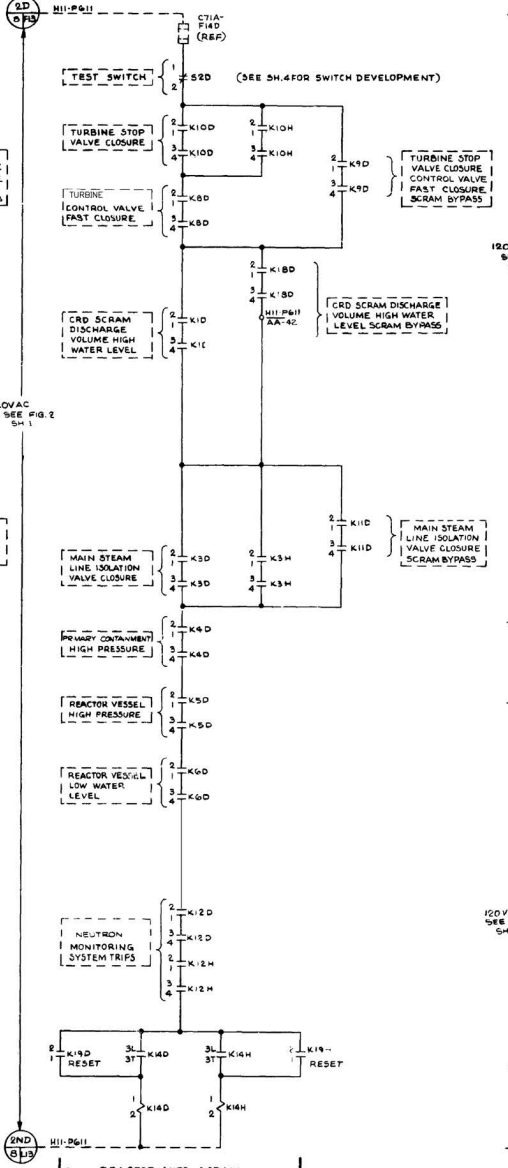 2D
8 F13
H11-P611
C71A-
F14D
(REF)
TEST SWITCH
1
2
S2D
(SEE SH.4 FOR SWITCH DEVELOPMENT)
TURBINE STOP
VALVE CLOSURE
2
1
K10D
3
4
K10D
2
1
K10H
3
4
K10H
2
1
K9D
3
4
K9D
TURBINE STOP
VALVE CLOSURE
CONTROL VALVE
FAST CLOSURE
SCRAM BYPASS
TURBINE
CONTROL VALVE
FAST CLOSURE
2
1
K8D
3
4
K8D
120
2
1
K18D
3
4
K18D
H11-P611
AA-42
CRD SCRAM DISCHARGE
VOLUME HIGH WATER
LEVEL SCRAM BYPASS
CRD SCRAM
DISCHARGE
VOLUME HIGH
WATER LEVEL
2
1
K1D
3
4
0VAC
SEE FIG. 2
SH 1
2
1
K11D
3
4
K11D
MAIN STEAM
LINE ISOLATION
VALVE CLOSURE
SCRAM BYPASS
MAIN STEAM
LINE ISOLATION
VALVE CLOSURE
2
1
K3D
3
4
K3D
2
1
K3H
3
4
K3H
PRIMARY CONTAINMENT
HIGH PRESSURE
2
1
K4D
3
4
K4D
REACTOR VESSEL
HIGH PRESSURE
2
1
K5D
3
4
K5D
REACTOR VESSEL
LOW WATER
LEVEL
2
1
K6D
3
4
K6D
NEUTRON
MONITORING
SYSTEM TRIPS
2
1
K12D
3
4
K12D
2
1
K12H
3
4
K12H
120V
SEE
SH
2
1
K19D
RESET
3L
3T
K14D
3L
3T
K14H
2
1
RESET
1
2
K14D
1
2
K14H
2ND
8 U13
H11-P611